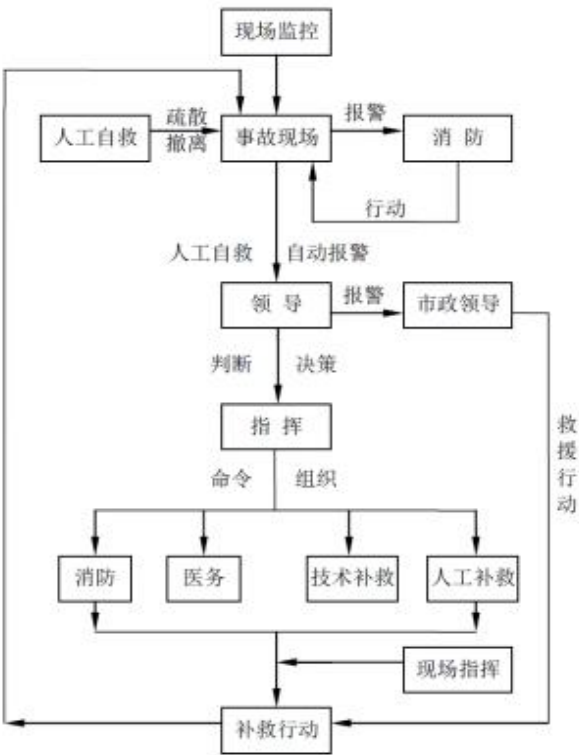 现场监控
疏散
报警
人工自救
事故现场
消 防
撤离
行动
人工自救
自动报警
领 导
报警
市政领导
判断
决策
指 挥
救援行动
命令
组织
消防
医务
技术补救
人工补救
现场指挥
补救行动